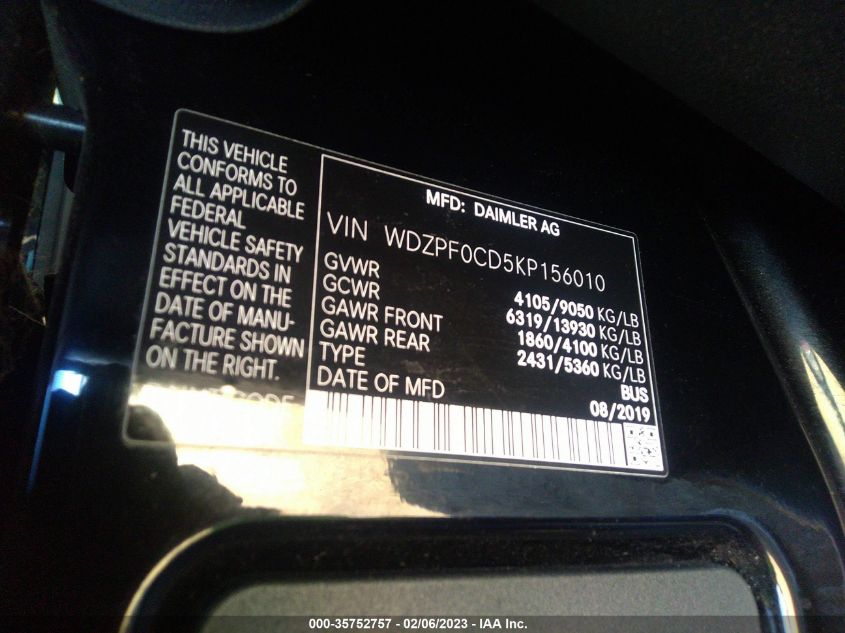 THIS VEHICLE
CONFORMS TO
ALL APPLICABLE
FEDERAL
VEHICLE SAFETY
STANDARDS IN
EFFECT ON THE
DATE OF MANU-
FACTURE SHOWN
ON THE RIGHT.
MFD: DAIMLER AG
VIN WDZPF0CD5KP156010
GVWR 4105/9050 KG/LB
GCWR 6319/13930 KG/LB
GAWR FRONT 1860/4100 KG/LB
GAWR REAR 2431/5360 KG/LB
TYPE BUS
DATE OF MFD 08/2019
000-35752757 - 02/06/2023 - IAA Inc.